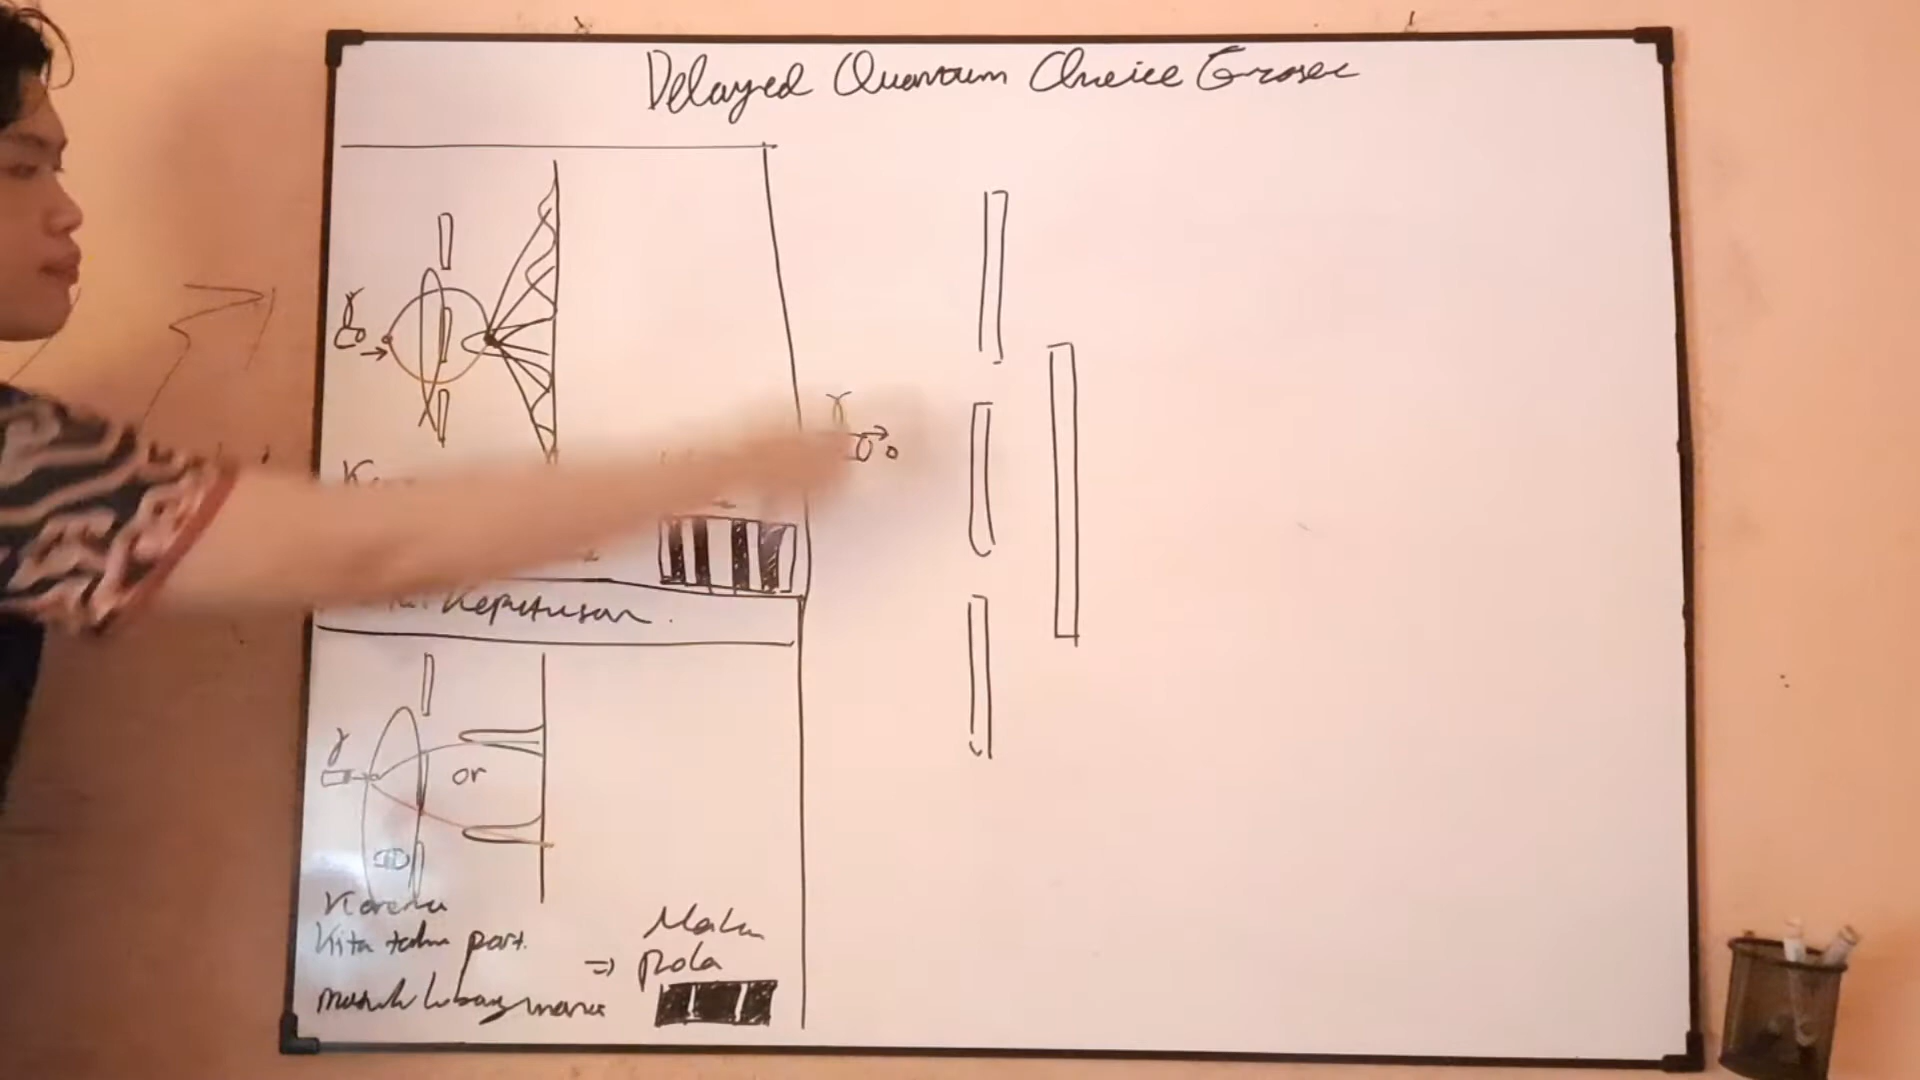 Delayed Quantum Choice Eraser
γ
γ
Keputusan.
γ
or
Karena
Kita tahu part.
masuk lubang mana
⇒
Maka
Pola